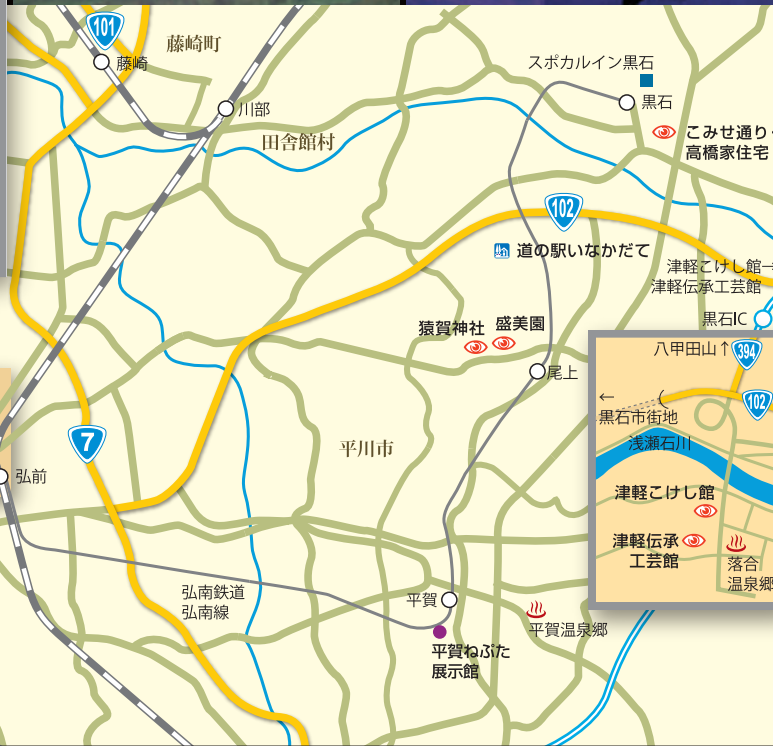 101
藤崎町
藤崎
スポカルイン黒石
黒石
川部
こみせ通り・
高橋家住宅
田舎館村
102
道の駅いなかだて
津軽こけし館→
津軽伝承工芸館
黒石IC
猿賀神社
盛美園
八甲田山↑
394
尾上
←
黒石市街地
102
7
平川市
浅瀬石川
弘前
津軽こけし館
津軽伝承
工芸館
落合
温泉郷
弘南鉄道
弘南線
平賀
平賀温泉郷
平賀ねぷた
展示館